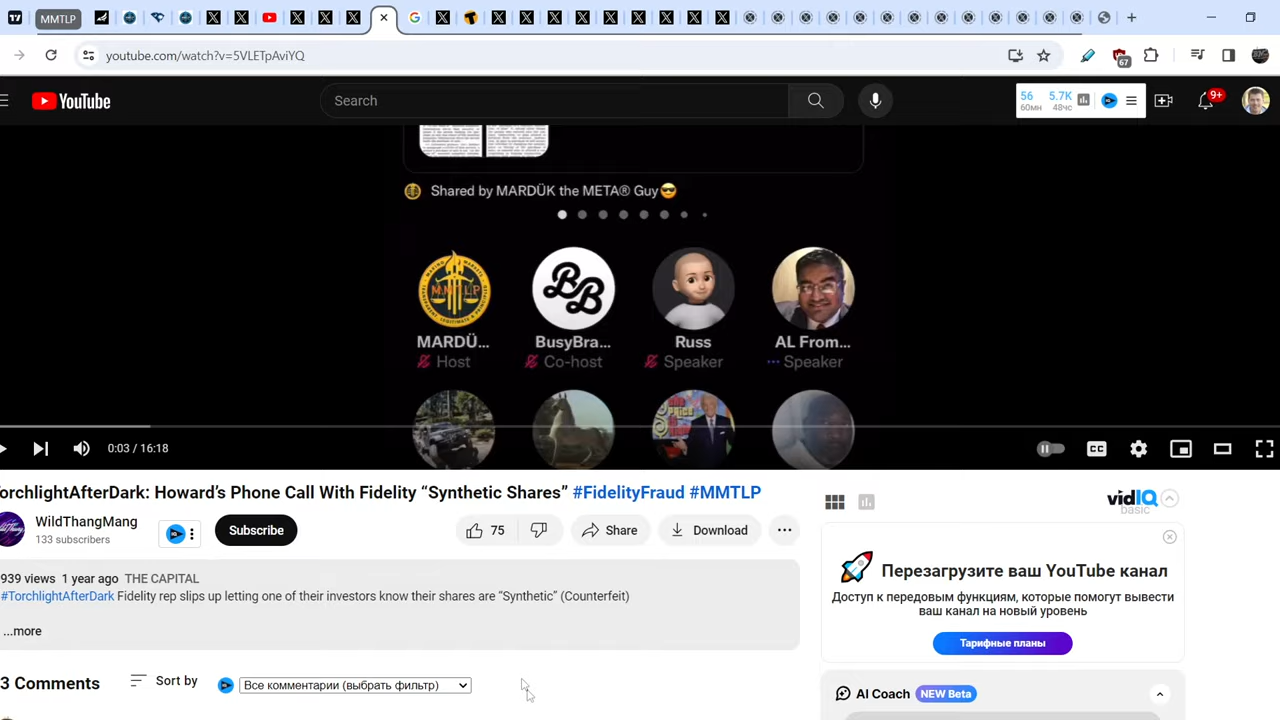 MMTLP
youtube.com/watch?v=5VLETpAviYQ
67
YouTube
Search
56
60мн
5.7K
48чс
9+
Shared by MARDÜK the META® Guy😎
MMTLP
MARDÜ...
Host
BB
BusyBra...
Co-host
Russ
Speaker
AL From...
Speaker
0:03 / 16:18
CC
TorchlightAfterDark: Howard’s Phone Call With Fidelity “Synthetic Shares” #FidelityFraud #MMTLP
WildThangMang
133 subscribers
Subscribe
75
Share
Download
vidIQ
basic
939 views 1 year ago THE CAPITAL
#TorchlightAfterDark Fidelity rep slips up letting one of their investors know their shares are “Synthetic” (Counterfeit)
...more
3 Comments
Sort by
Все комментарии (выбрать фильтр)
Перезагрузите ваш YouTube канал
Доступ к передовым функциям, которые помогут вывести
ваш канал на новый уровень
Тарифные планы
AI Coach NEW Beta